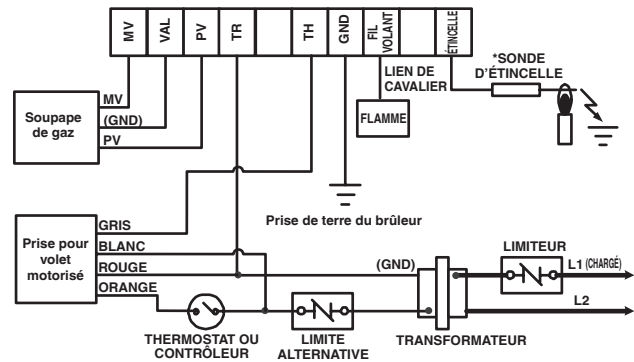 MV
VAL
PV
TR
TH
GND
FIL
VOLANT
ÉTINCELLE
LIEN DE
CAVALIER
*SONDE
D'ÉTINCELLE
FLAMME
Soupape
de gaz
MV
(GND)
PV
Prise de terre du brûleur
Prise pour
volet
motorisé
GRIS
BLANC
ROUGE
ORANGE
(GND)
LIMITEUR
L1 (CHARGÉ)
L2
THERMOSTAT OU
CONTRÔLEUR
LIMITE
ALTERNATIVE
TRANSFORMATEUR